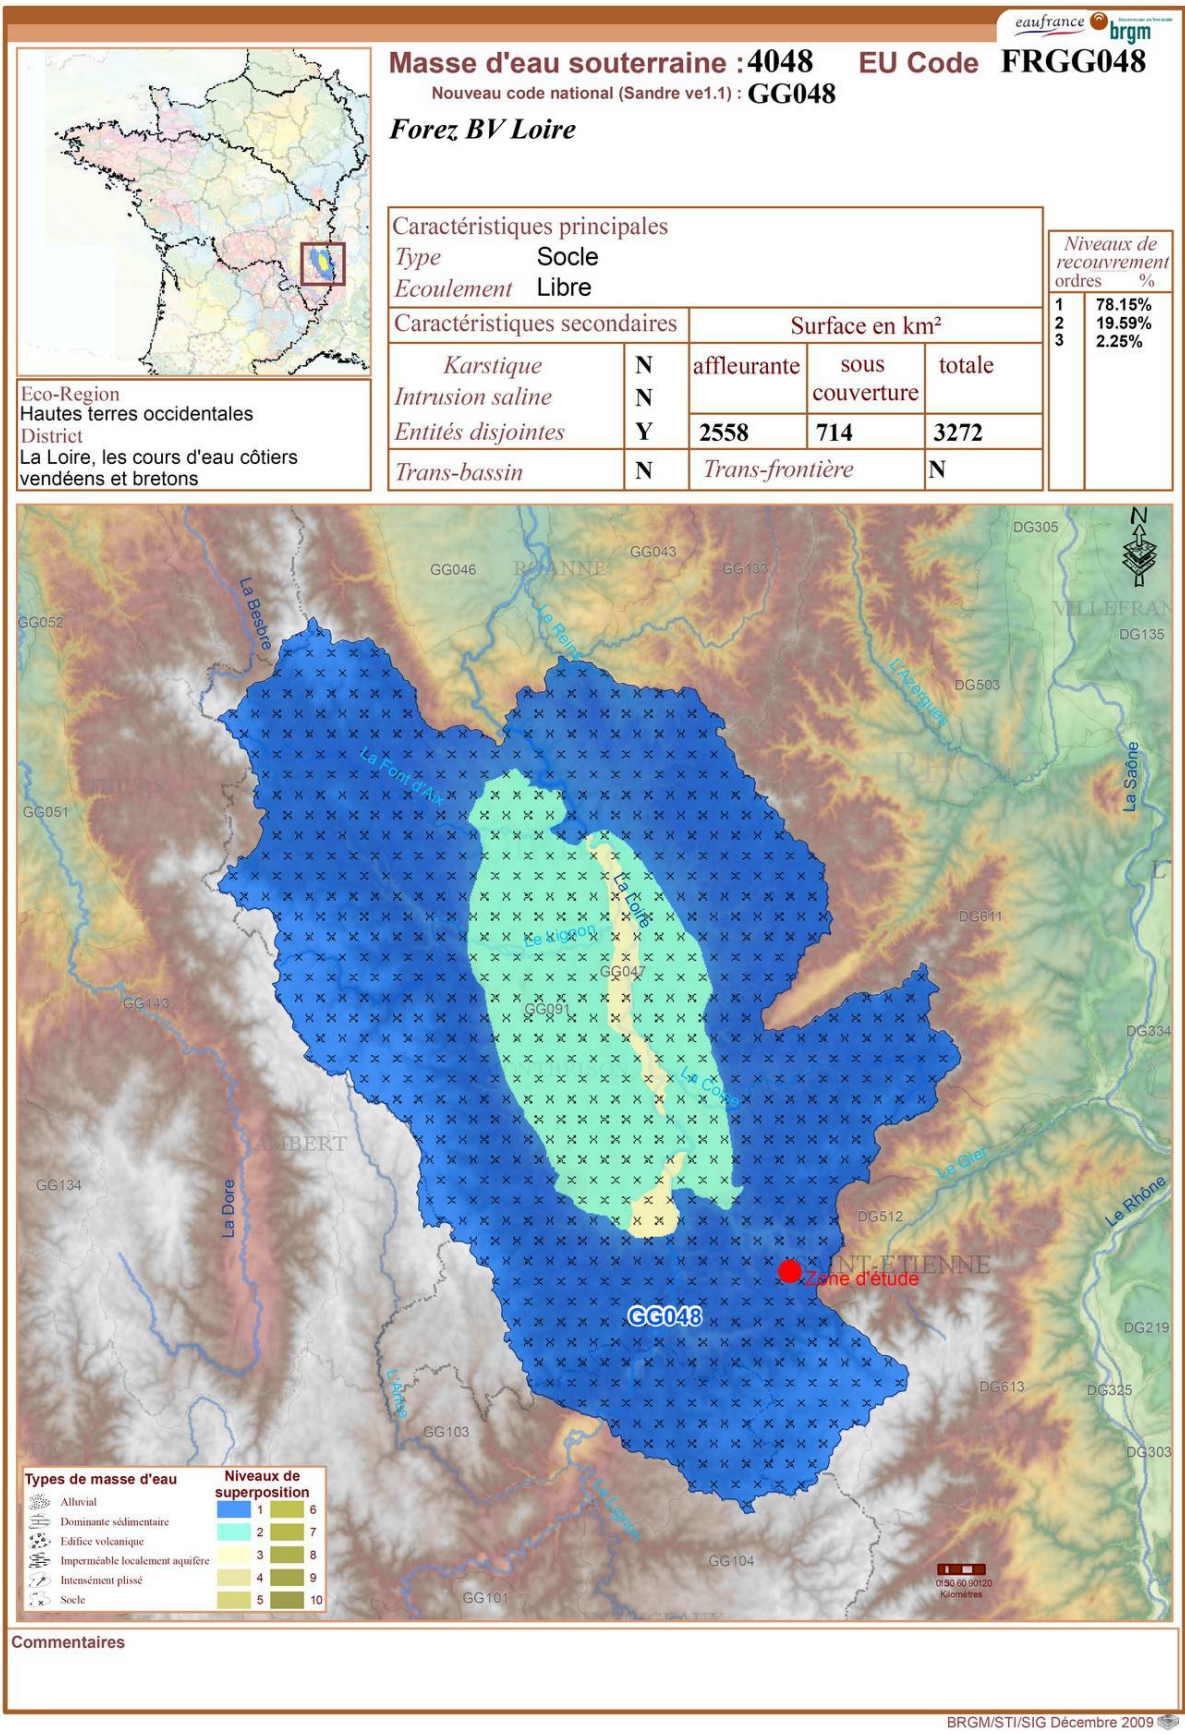 eaufrance
brgm
Masse d'eau souterraine : 4048 EU Code FRGG048
Nouveau code national (Sandre ve1.1) : GG048
Forez BV Loire
Caractéristiques principales
Type Socle
Ecoulement Libre
Caractéristiques secondaires Surface en km²
Karstique N affleurante sous couverture totale
Intrusion saline N
Entités disjointes Y 2558 714 3272
Trans-bassin N Trans-frontière N
Niveaux de
recouvrement
ordres %
1 78.15%
2 19.59%
3 2.25%
Eco-Region
Hautes terres occidentales
District
La Loire, les cours d'eau côtiers
vendéens et bretons
N
DG305
GG043
GG046
ROANNE
GG133
La Besbre
Le Reins
VILLEFRAN
GG052
DG135
L'Azergues
DG503
La Saône
La Font d'Aix
GG051
La Loire
DG611
Le Lignon
GG047
GG143
GG091
DG334
La Coise
AMBERT
Le Gier
GG134
La Dore
Le Rhône
DG512
SAINT-ETIENNE
Zone d'étude
GG048
DG219
DG613
DG325
L'Ance
GG103
DG303
Le Lignon
GG104
GG101
Types de masse d'eau
Alluvial
Dominante sédimentaire
Edifice volcanique
Imperméable localement aquifère
Intensément plissé
Socle
Niveaux de
superposition
1 6
2 7
3 8
4 9
5 10
Kilomètres
Commentaires
BRGM/STI/SIG Décembre 2009